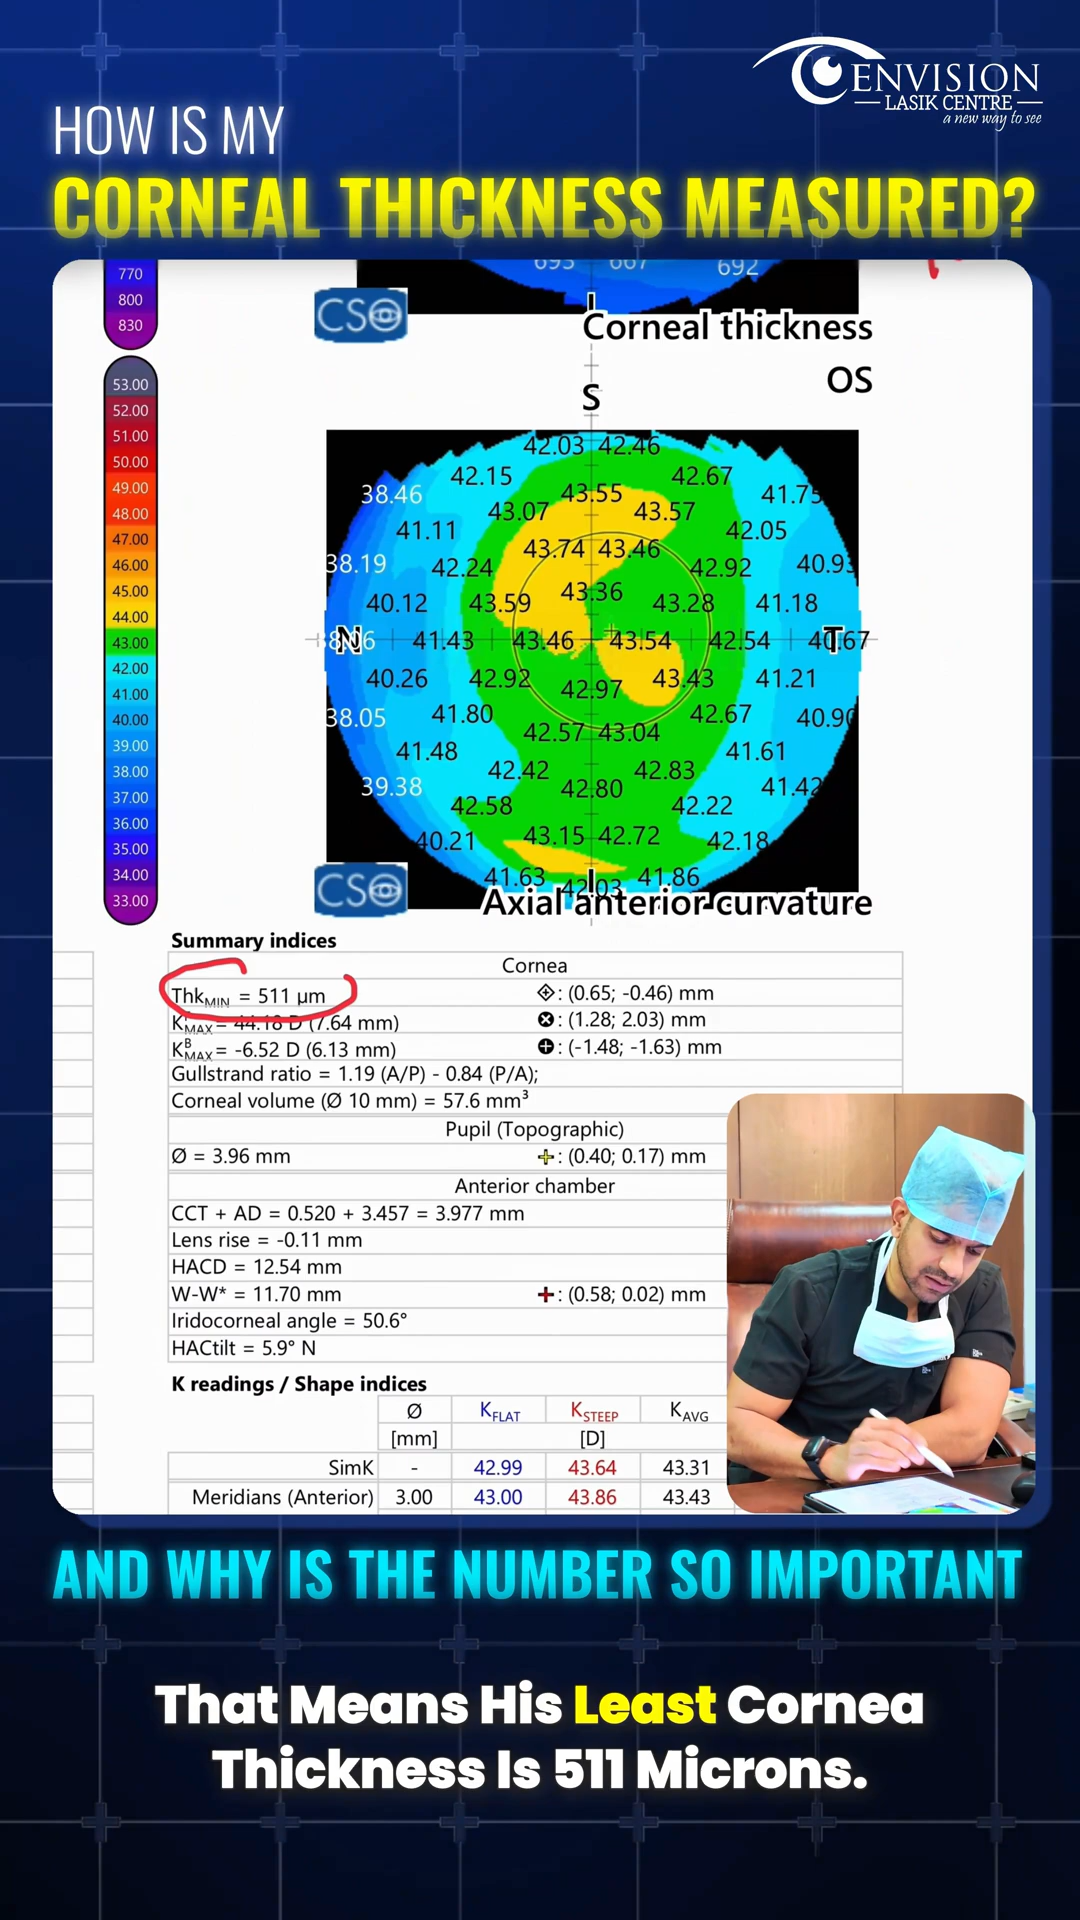 ENVISION
LASIK CENTRE
a new way to see
HOW IS MY
CORNEAL THICKNESS MEASURED?
770
800
830
693 667 692
CSO
Corneal thickness
OS
53.00
52.00
51.00
50.00
49.00
48.00
47.00
46.00
45.00
44.00
43.00
42.00
41.00
40.00
39.00
38.00
37.00
36.00
35.00
34.00
33.00
S
42.03 42.46
42.15 42.67
38.46 43.55 41.75
43.07 43.57
41.11 42.05
43.74 43.46
38.19 42.24 42.92 40.93
43.36
40.12 43.59 43.28 41.18
N 41.43 43.46 43.54 42.54 T 40.67
40.26 42.92 43.43 41.21
42.97
38.05 41.80 42.67 40.90
42.57 43.04
41.48 41.61
42.42 42.83
39.38 42.80 41.42
42.58 42.22
43.15 42.72
40.21 42.18
41.63 42.03 41.86
I
CSO
Axial anterior curvature
Summary indices
Cornea
ThkMIN = 511 µm : (0.65; -0.46) mm
KFMAX = 44.18 D (7.64 mm) : (1.28; 2.03) mm
KBMAX = -6.52 D (6.13 mm) : (-1.48; -1.63) mm
Gullstrand ratio = 1.19 (A/P) - 0.84 (P/A);
Corneal volume (Ø 10 mm) = 57.6 mm³
Pupil (Topographic)
Ø = 3.96 mm : (0.40; 0.17) mm
Anterior chamber
CCT + AD = 0.520 + 3.457 = 3.977 mm
Lens rise = -0.11 mm
HACD = 12.54 mm
W-W* = 11.70 mm : (0.58; 0.02) mm
Iridocorneal angle = 50.6°
HACtilt = 5.9° N
K readings / Shape indices
Ø KFLAT KSTEEP KAVG
[mm] [D]
SimK - 42.99 43.64 43.31
Meridians (Anterior) 3.00 43.00 43.86 43.43
AND WHY IS THE NUMBER SO IMPORTANT
That Means His Least Cornea
Thickness Is 511 Microns.